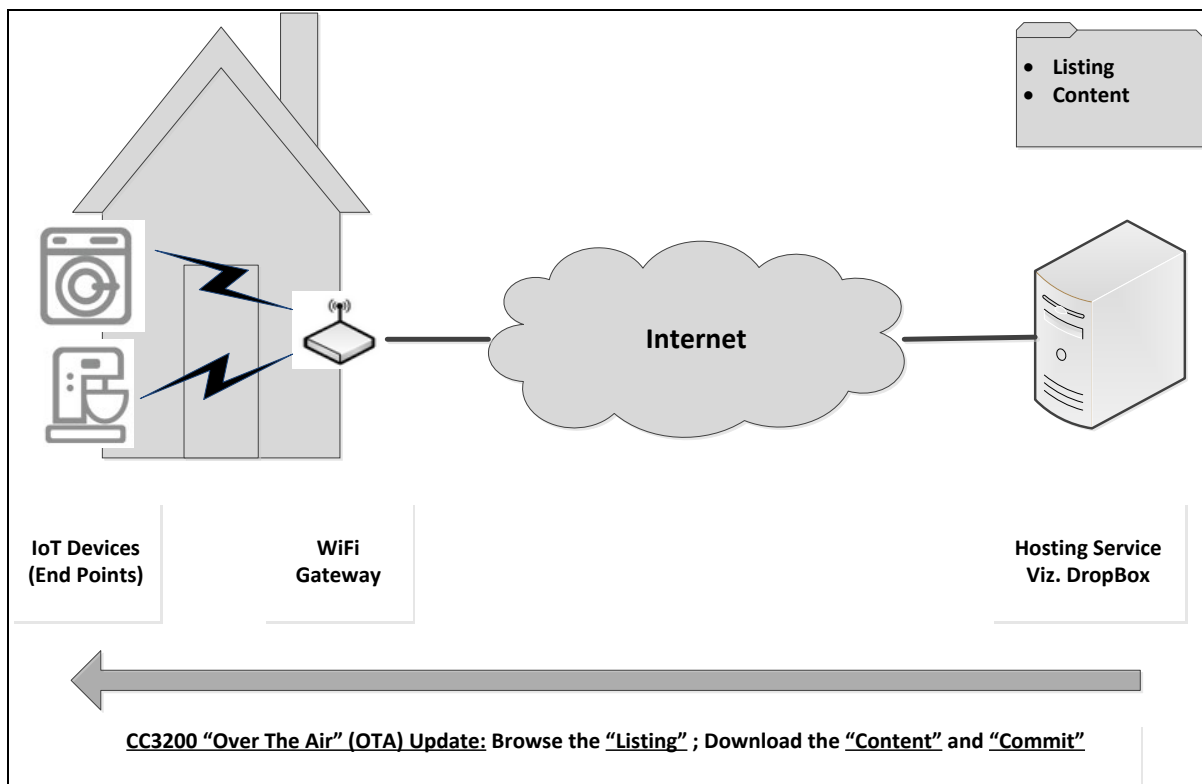 • Listing
• Content
Internet
IoT Devices
(End Points)
WiFi
Gateway
Hosting Service
Viz. DropBox
CC3200 “Over The Air” (OTA) Update: Browse the “Listing” ; Download the “Content” and “Commit”